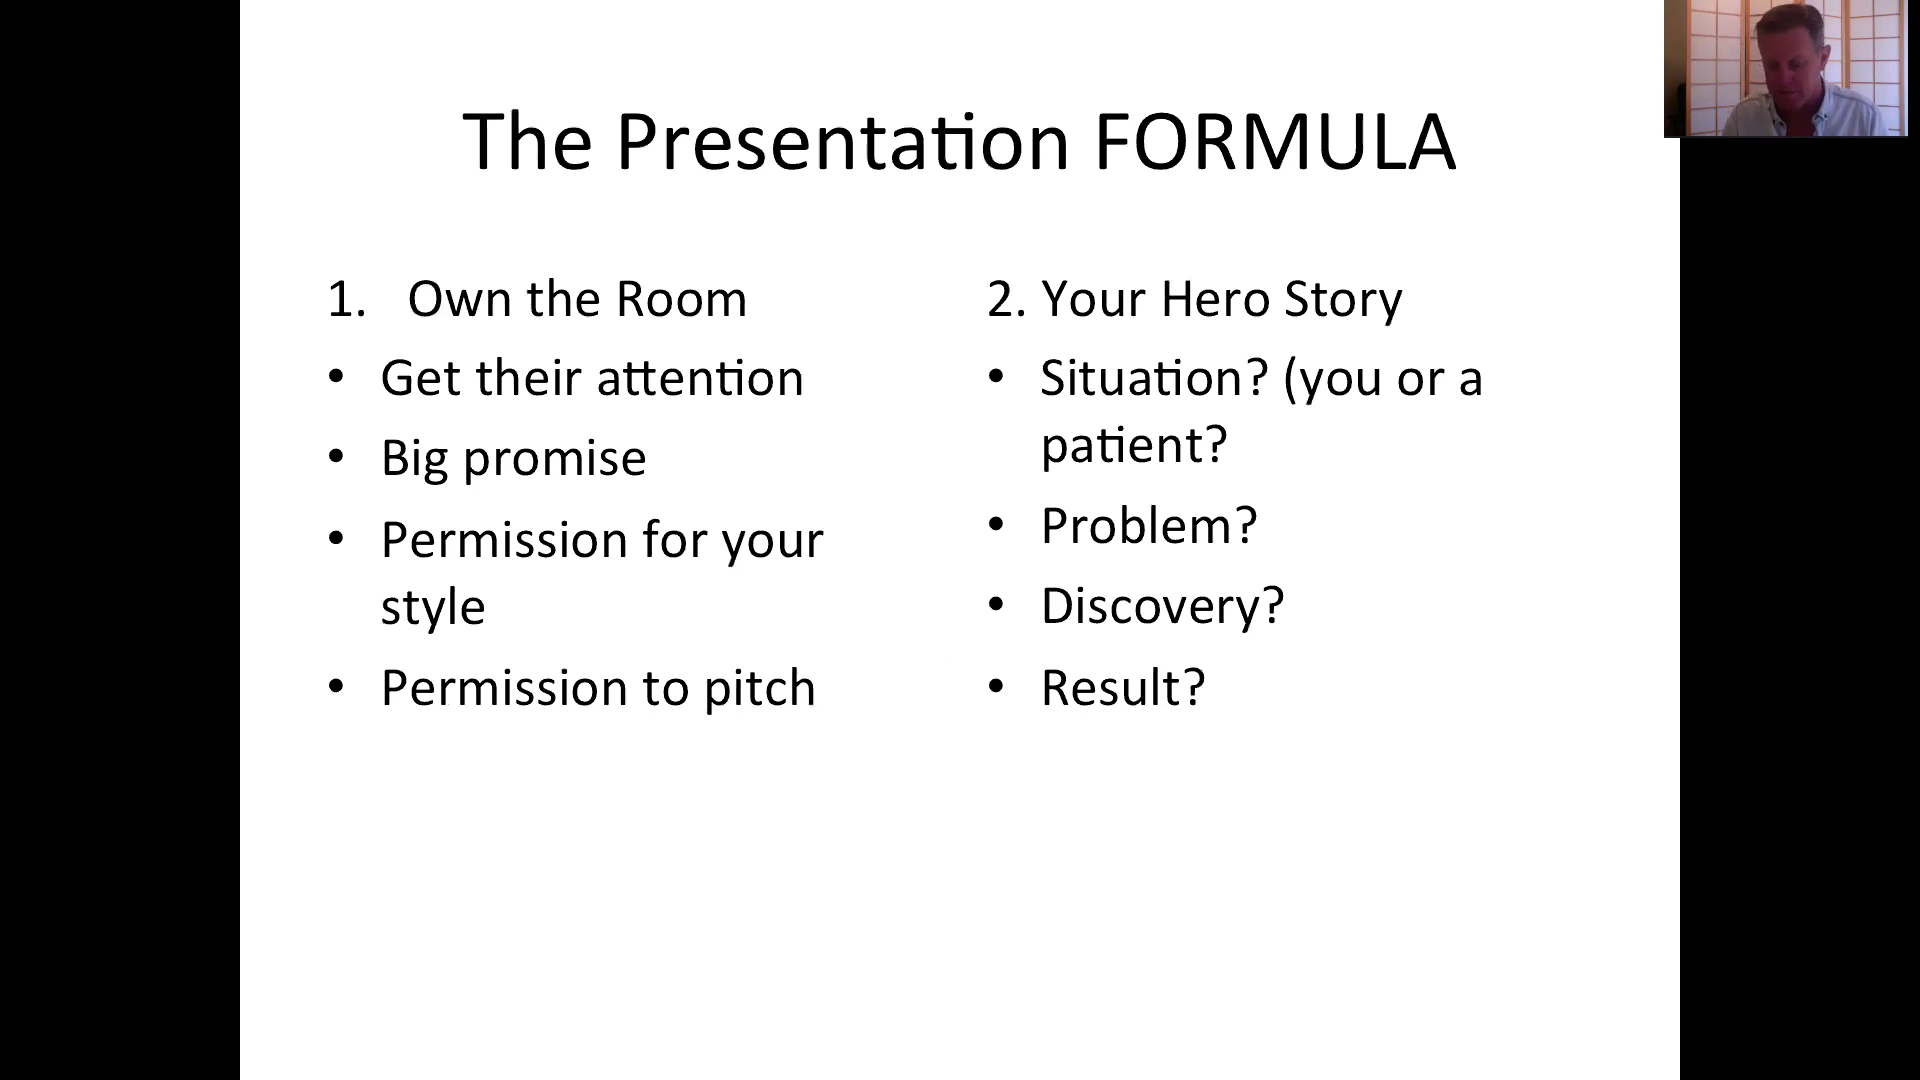 The Presentation FORMULA
1. Own the Room
• Get their attention
• Big promise
• Permission for your
style
• Permission to pitch
2. Your Hero Story
• Situation? (you or a
patient?
• Problem?
• Discovery?
• Result?